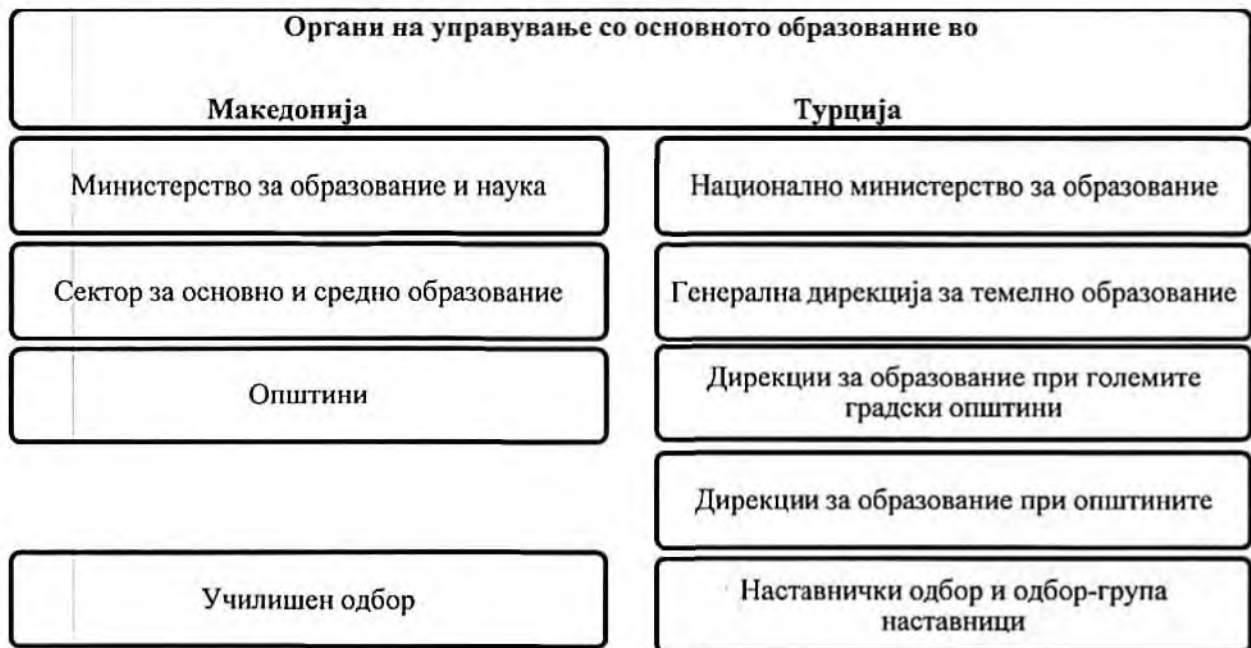 Органи на управување со основното образование во
Македонија Турција
Министерство за образование и наука
Национално министерство за образование
Сектор за основно и средно образование
Генерална дирекција за темелно образование
Општини
Дирекции за образование при големите
градски општини
Дирекции за образование при општините
Училишен одбор
Наставнички одбор и одбор-група
наставници